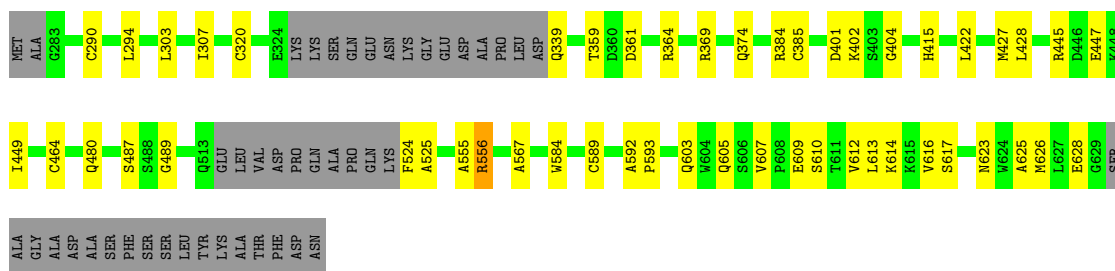 MET ALA G283 C290 L294 L303 I307 C320 E324 LYS LYS SER GLN GLU ASN LYS GLY GLU ASP ALA PRO LEU ASP Q339 T359 D360 D361 R364 R369 Q374 R384 C385 D401 K402 S403 G404 H415 L422 M427 L428 R445 D446 E447 K448
I449 C464 Q480 S487 S488 G489 Q513 GLU LEU VAL ASP PRO GLN ALA PRO GLN LYS F524 A525 A555 R556 A567 W584 C589 A592 P593 Q603 W604 Q605 S606 V607 P608 E609 S610 T611 V612 L613 K614 K615 V616 S617 N623 W624 A625 M626 L627 E628 G629 SER
ALA GLY ALA ASP ALA SER PHE SER SER LEU TYR LYS ALA THR PHE ASP ASN